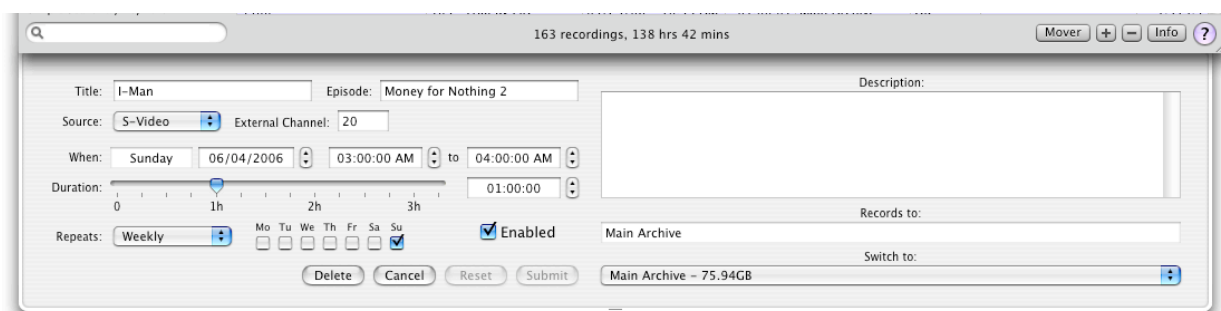 163 recordings, 138 hrs 42 mins Mover + − Info ?
Description:
Title: I-Man Episode: Money for Nothing 2
Source: S-Video External Channel: 20
When: Sunday 06/04/2006 03:00:00 AM to 04:00:00 AM
Duration: 01:00:00
0 1h 2h 3h
Records to:
Mo Tu We Th Fr Sa Su
Repeats: Weekly Enabled Main Archive
Switch to:
Delete Cancel Reset Submit Main Archive – 75.94GB